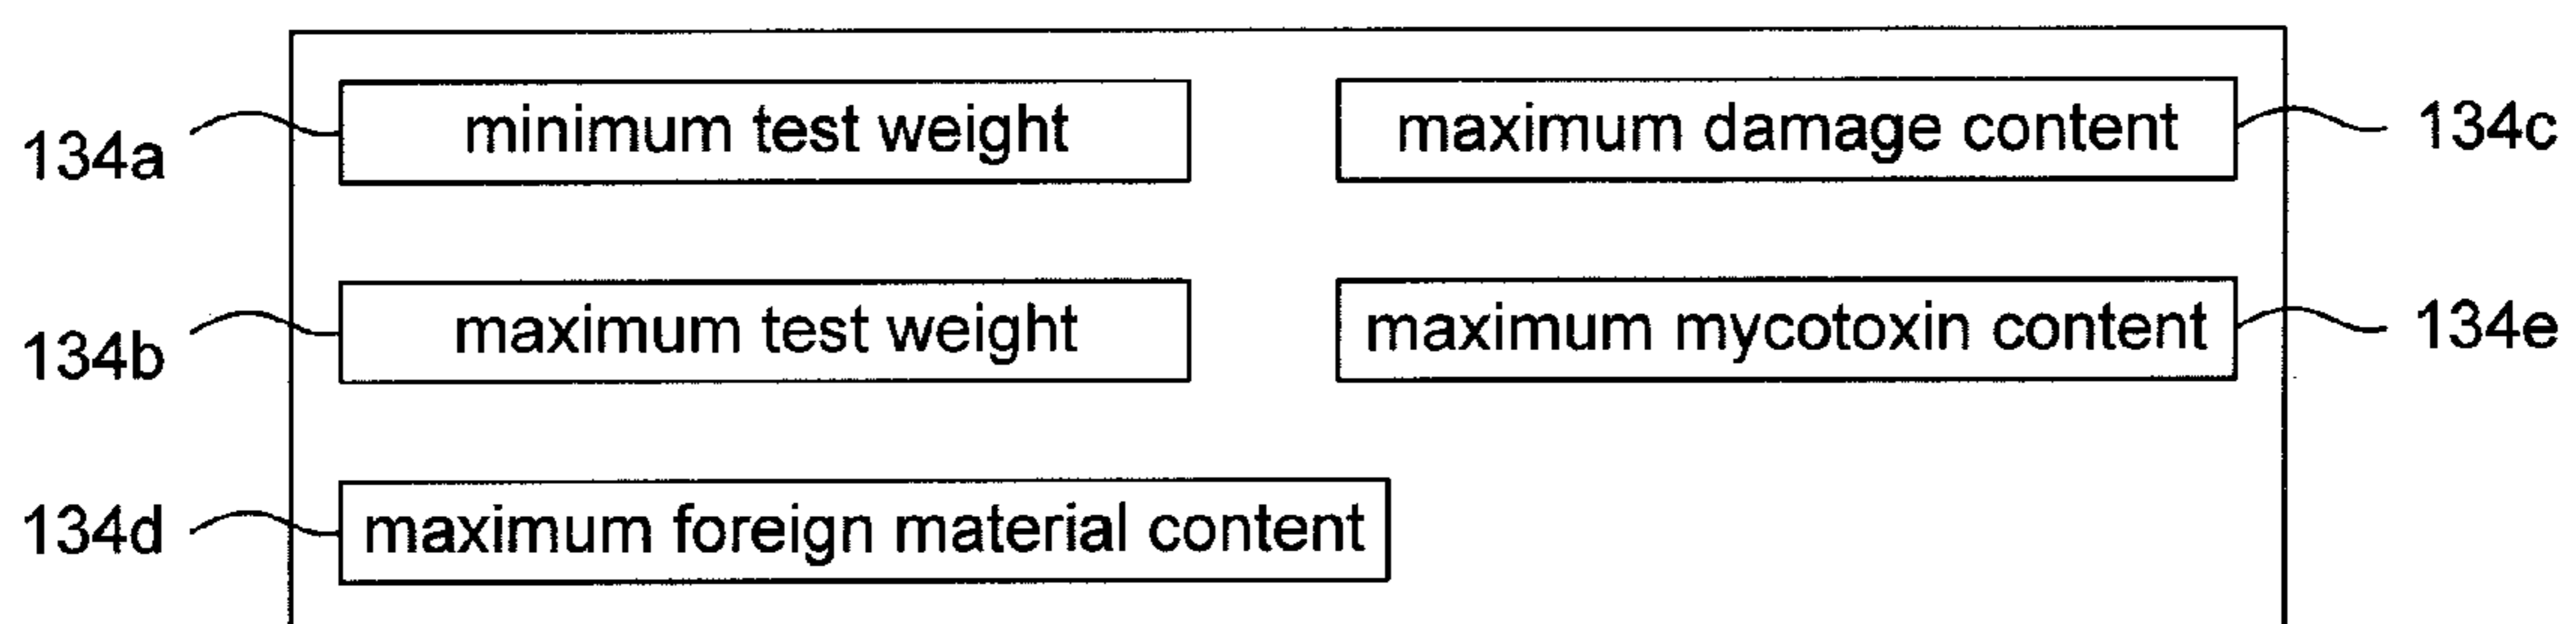 134a minimum test weight maximum damage content 134c
134b maximum test weight maximum mycotoxin content 134e
134d maximum foreign material content